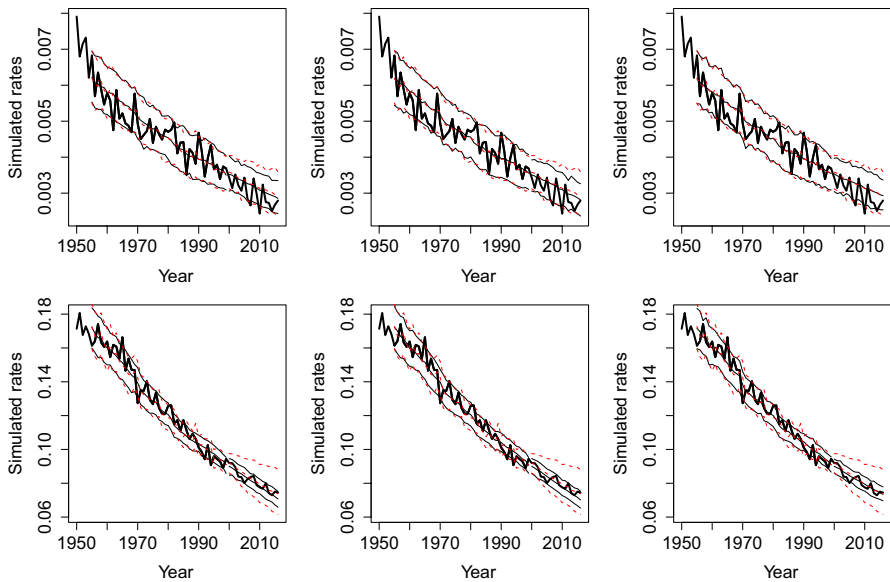 Simulated rates
0.003 0.005 0.007
1950 1970 1990 2010
Year
Simulated rates
0.003 0.005 0.007
1950 1970 1990 2010
Year
Simulated rates
0.003 0.005 0.007
1950 1970 1990 2010
Year
Simulated rates
0.06 0.10 0.14 0.18
1950 1970 1990 2010
Year
Simulated rates
0.06 0.10 0.14 0.18
1950 1970 1990 2010
Year
Simulated rates
0.06 0.10 0.14 0.18
1950 1970 1990 2010
Year